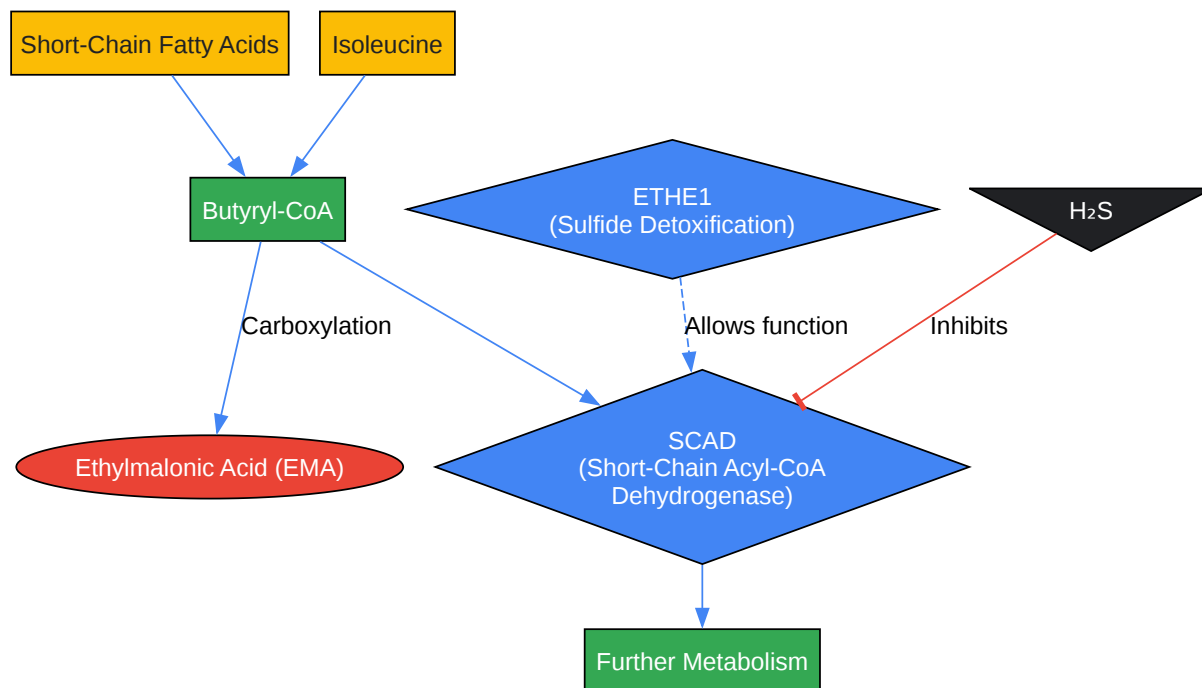 Short-Chain Fatty Acids
Isoleucine
Butyryl-CoA
ETHE1
(Sulfide Detoxification)
H₂S
Carboxylation
Allows function
Inhibits
Ethylmalonic Acid (EMA)
SCAD
(Short-Chain Acyl-CoA
Dehydrogenase)
Further Metabolism